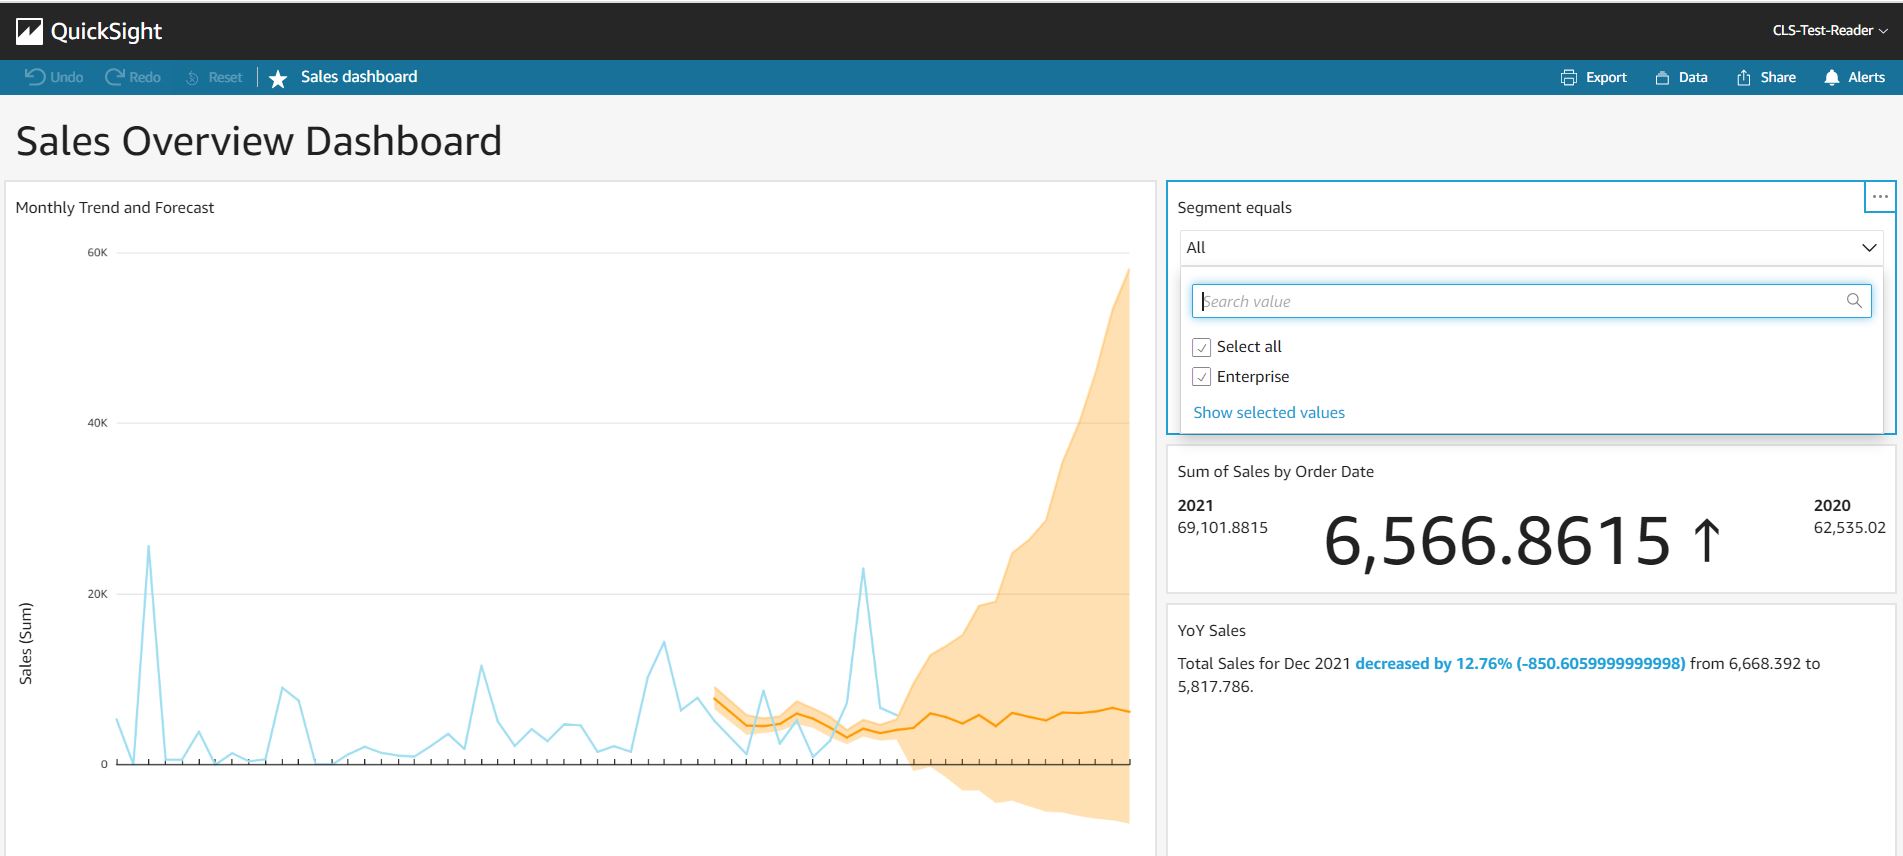 QuickSight
CLS-Test-Reader
Undo Redo Reset Sales dashboard Export Data Share Alerts
Sales Overview Dashboard
Monthly Trend and Forecast
60K
40K
20K
0
Sales (Sum)
Segment equals
All
Search value
Select all
Enterprise
Show selected values
Sum of Sales by Order Date
2021
69,101.8815
6,566.8615 ↑
2020
62,535.02
YoY Sales
Total Sales for Dec 2021 decreased by 12.76% (-850.6059999999998) from 6,668.392 to
5,817.786.